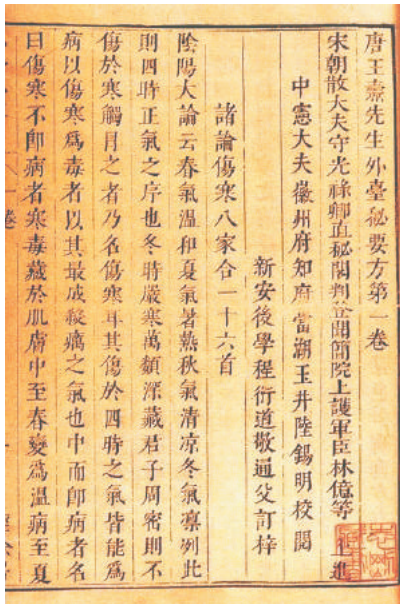 唐王燾先生外臺秘要方第一卷
宋朝散大夫守光祿卿直秘閣判登聞簡院上護軍臣林億等上進
中憲大夫徽州府知府當湖玉井陸錫明校閱
新安後學程衍道敬通父訂梓
諸論傷寒八家合一十六首
陰陽大論云春氣溫和夏氣暑熱秋氣清凉冬氣凛冽此
則四時正氣之序也冬時嚴寒萬類深藏君子周密則不
傷於寒觸冒之者乃名傷寒耳其傷於四時之氣皆能爲
病以傷寒爲毒者以其最成殺癘之氣也中而卽病者名
曰傷寒不卽病者寒毒藏於肌膚中至春變爲溫病至夏
卷一